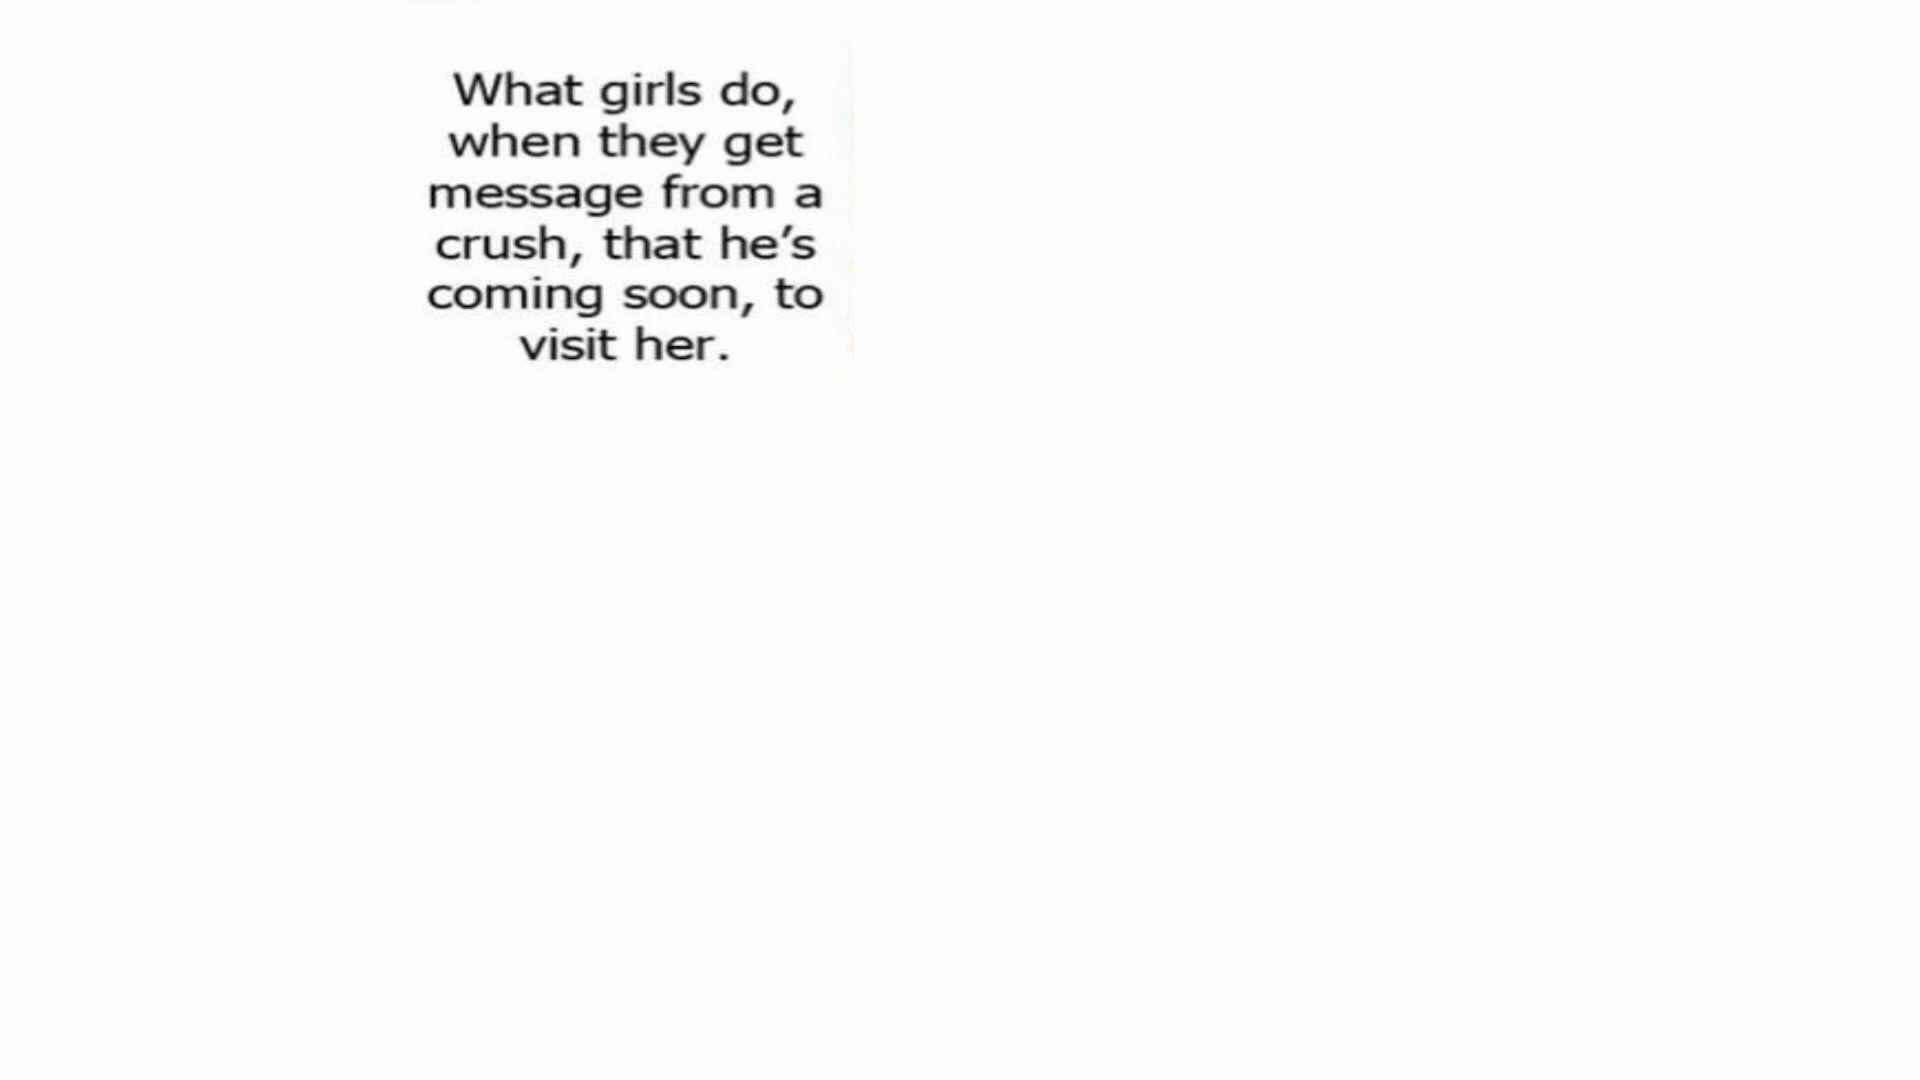 What girls do,
when they get
message from a
crush, that he’s
coming soon, to
visit her.